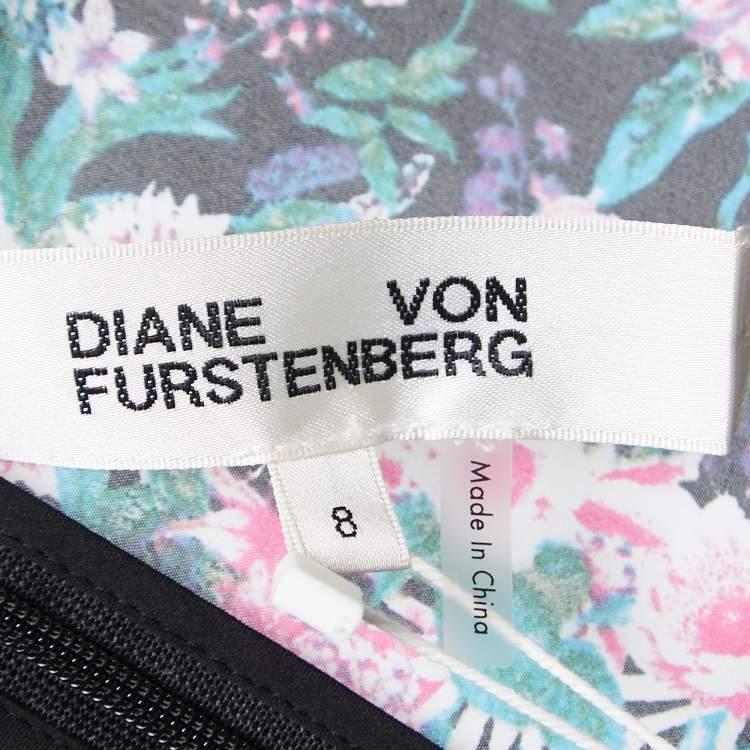 DIANE VON
FURSTENBERG
8
Made In China